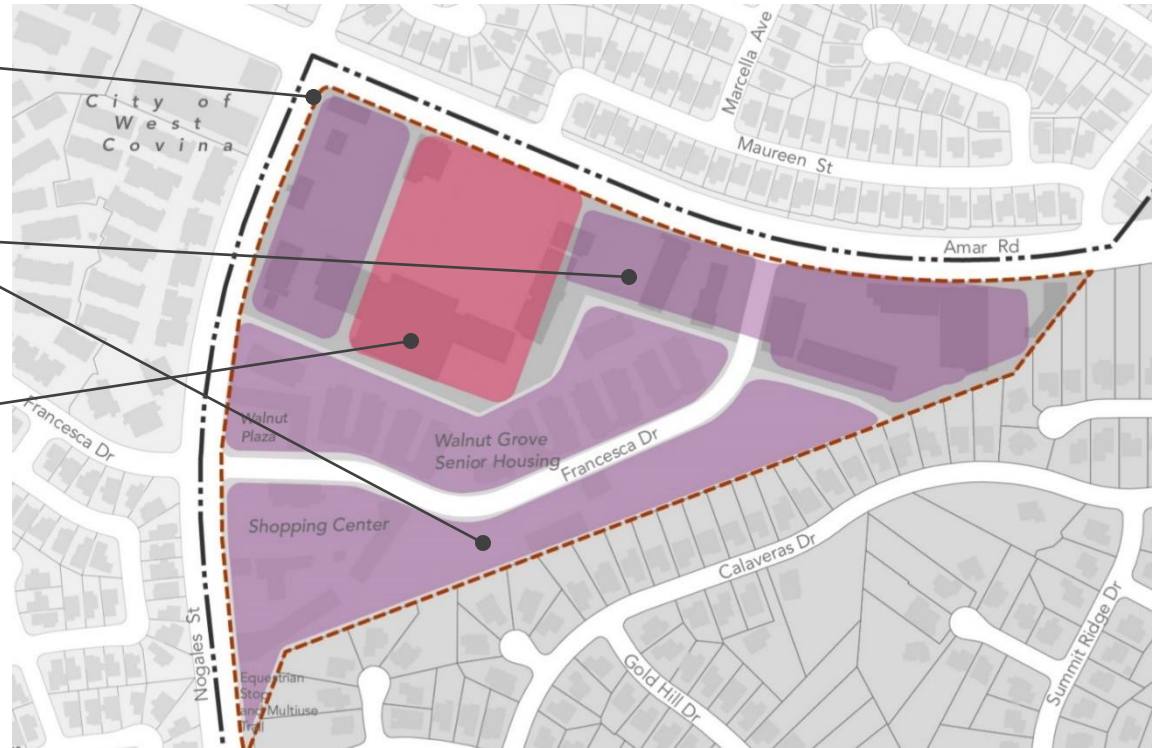 City of
West
Covina
Marcella Ave
Maureen St
Amar Rd
Francesca Dr
Walnut
Plaza
Walnut Grove
Senior Housing
Francesca Dr
Shopping Center
Calaveras Dr
Nogales St
Gold Hill Dr
Summit Ridge Dr
Equestrian
Stop
and Multiuse
Trail